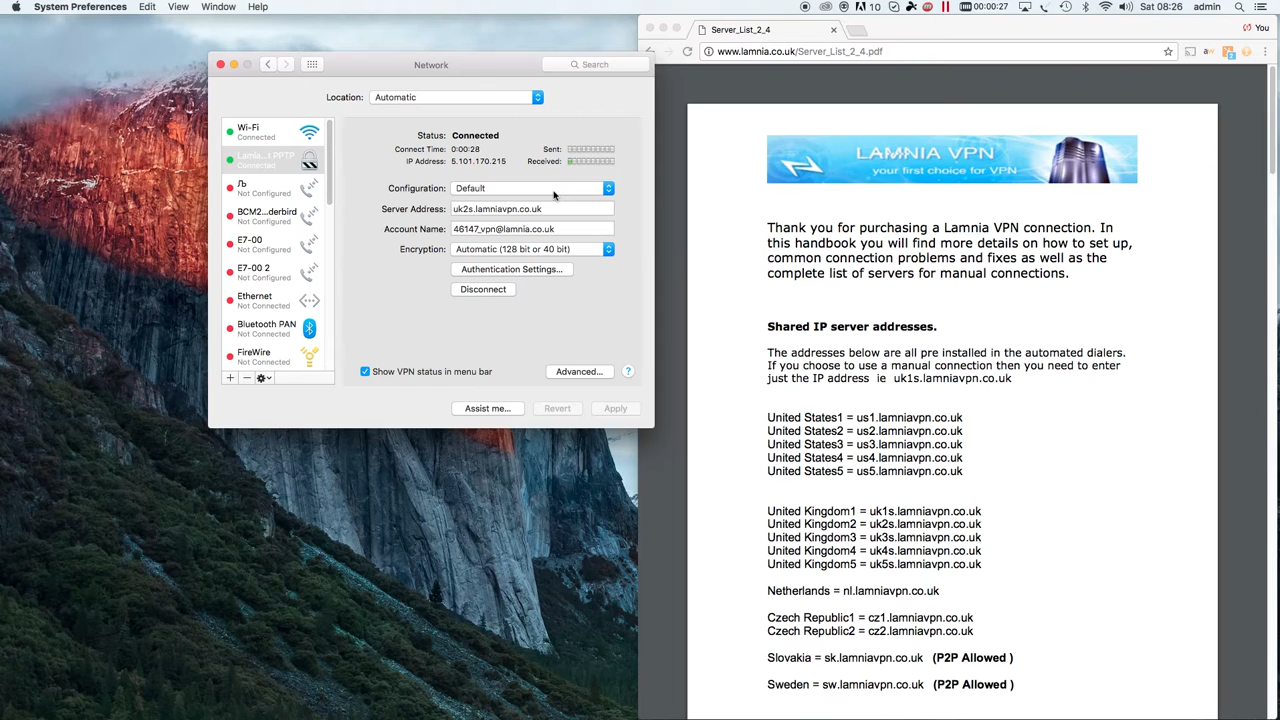 System Preferences Edit View Window Help
10 00:00:27 Sat 08:26 admin
Network
Search
Location: Automatic
Wi-Fi
Connected
Lamnia...t PPTP
Connected
Љ
Not Configured
BCM2...derbird
Not Configured
E7-00
Not Configured
E7-00 2
Not Configured
Ethernet
Not Connected
Bluetooth PAN
Not Connected
FireWire
Not Connected
Status: Connected
Connect Time: 0:00:28 Sent:
IP Address: 5.101.170.215 Received:
Configuration: Default
Server Address: uk2s.lamniavpn.co.uk
Account Name: 46147_vpn@lamnia.co.uk
Encryption: Automatic (128 bit or 40 bit)
Authentication Settings...
Disconnect
Show VPN status in menu bar
Advanced... ?
Assist me... Revert Apply
Server_List_2_4
You
www.lamnia.co.uk/Server_List_2_4.pdf
aw
2
LAMNIA VPN
your first choice for VPN
Thank you for purchasing a Lamnia VPN connection. In
this handbook you will find more details on how to set up,
common connection problems and fixes as well as the
complete list of servers for manual connections.
Shared IP server addresses.
The addresses below are all pre installed in the automated dialers.
If you choose to use a manual connection then you need to enter
just the IP address ie uk1s.lamniavpn.co.uk
United States1 = us1.lamniavpn.co.uk
United States2 = us2.lamniavpn.co.uk
United States3 = us3.lamniavpn.co.uk
United States4 = us4.lamniavpn.co.uk
United States5 = us5.lamniavpn.co.uk
United Kingdom1 = uk1s.lamniavpn.co.uk
United Kingdom2 = uk2s.lamniavpn.co.uk
United Kingdom3 = uk3s.lamniavpn.co.uk
United Kingdom4 = uk4s.lamniavpn.co.uk
United Kingdom5 = uk5s.lamniavpn.co.uk
Netherlands = nl.lamniavpn.co.uk
Czech Republic1 = cz1.lamniavpn.co.uk
Czech Republic2 = cz2.lamniavpn.co.uk
Slovakia = sk.lamniavpn.co.uk (P2P Allowed )
Sweden = sw.lamniavpn.co.uk (P2P Allowed )